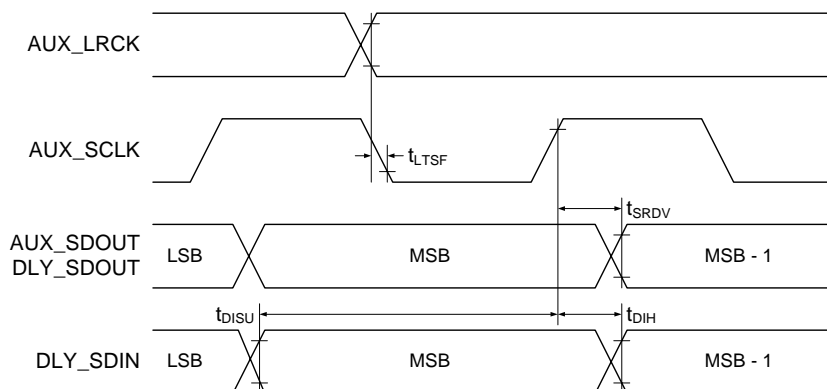 AUX_LRCK
AUX_SCLK
tLTSF
tSRDV
AUX_SDOUT
DLY_SDOUT
LSB
MSB
MSB - 1
tDISU
tDIH
DLY_SDIN
LSB
MSB
MSB - 1